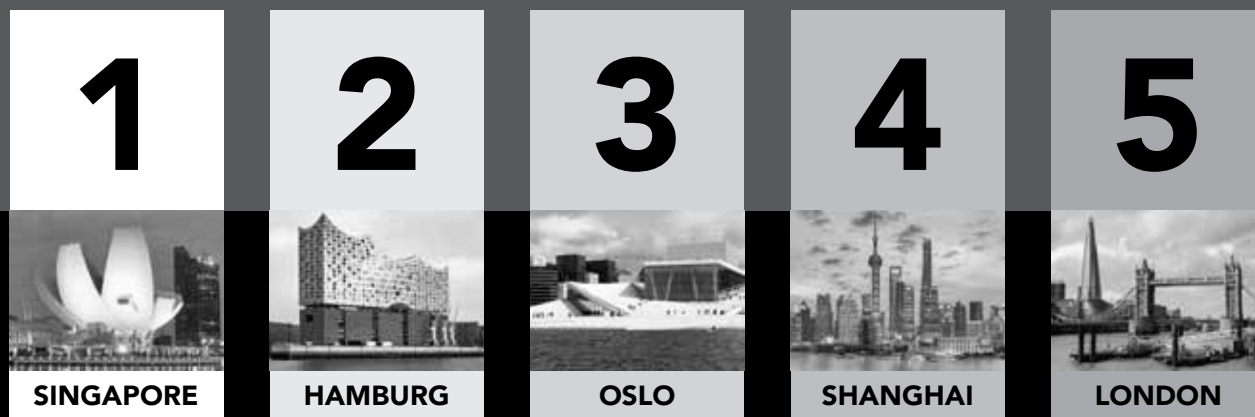 1
2
3
4
5
SINGAPORE
HAMBURG
OSLO
SHANGHAI
LONDON